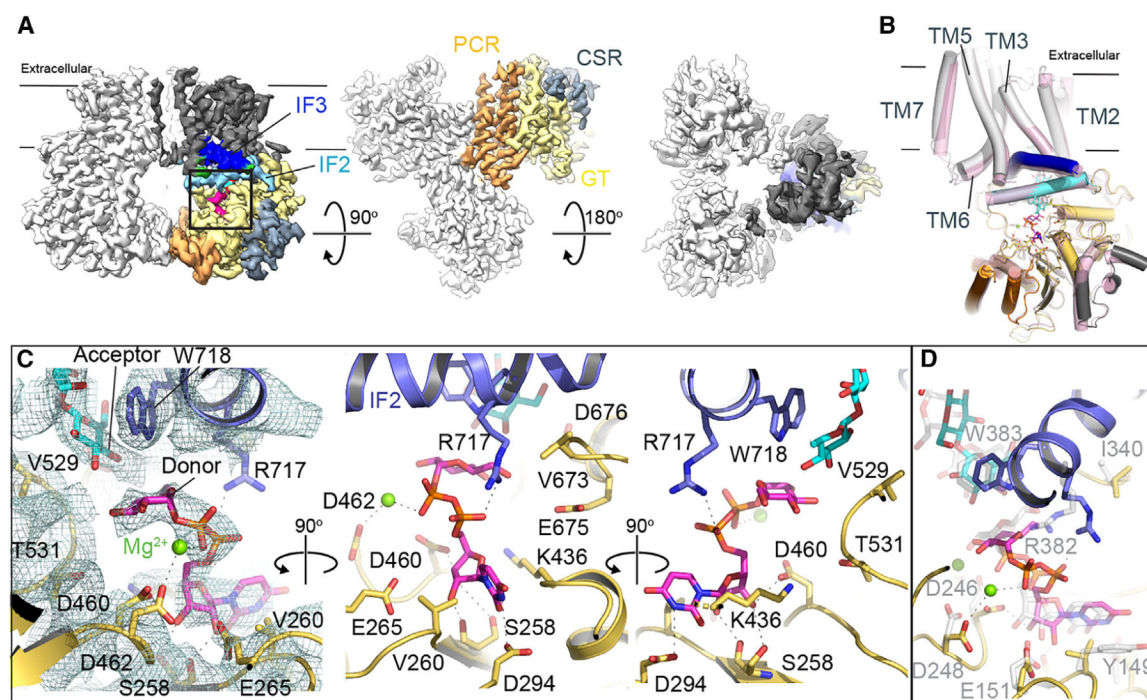 A
Extracellular
IF3
IF2
90°
PCR
CSR
GT
180°
B
TM5
TM3
Extracellular
TM7
TM2
TM6
C
Acceptor
W718
V529
Donor
R717
Mg2+
T531
D460
V260
D462
S258
E265
90°
IF2
D676
R717
V673
D462
E675
D460
K436
E265
S258
V260
D294
90°
R717
W718
V529
D460
T531
K436
D294
S258
D
W383
I340
R382
D246
D248
E151
Y149